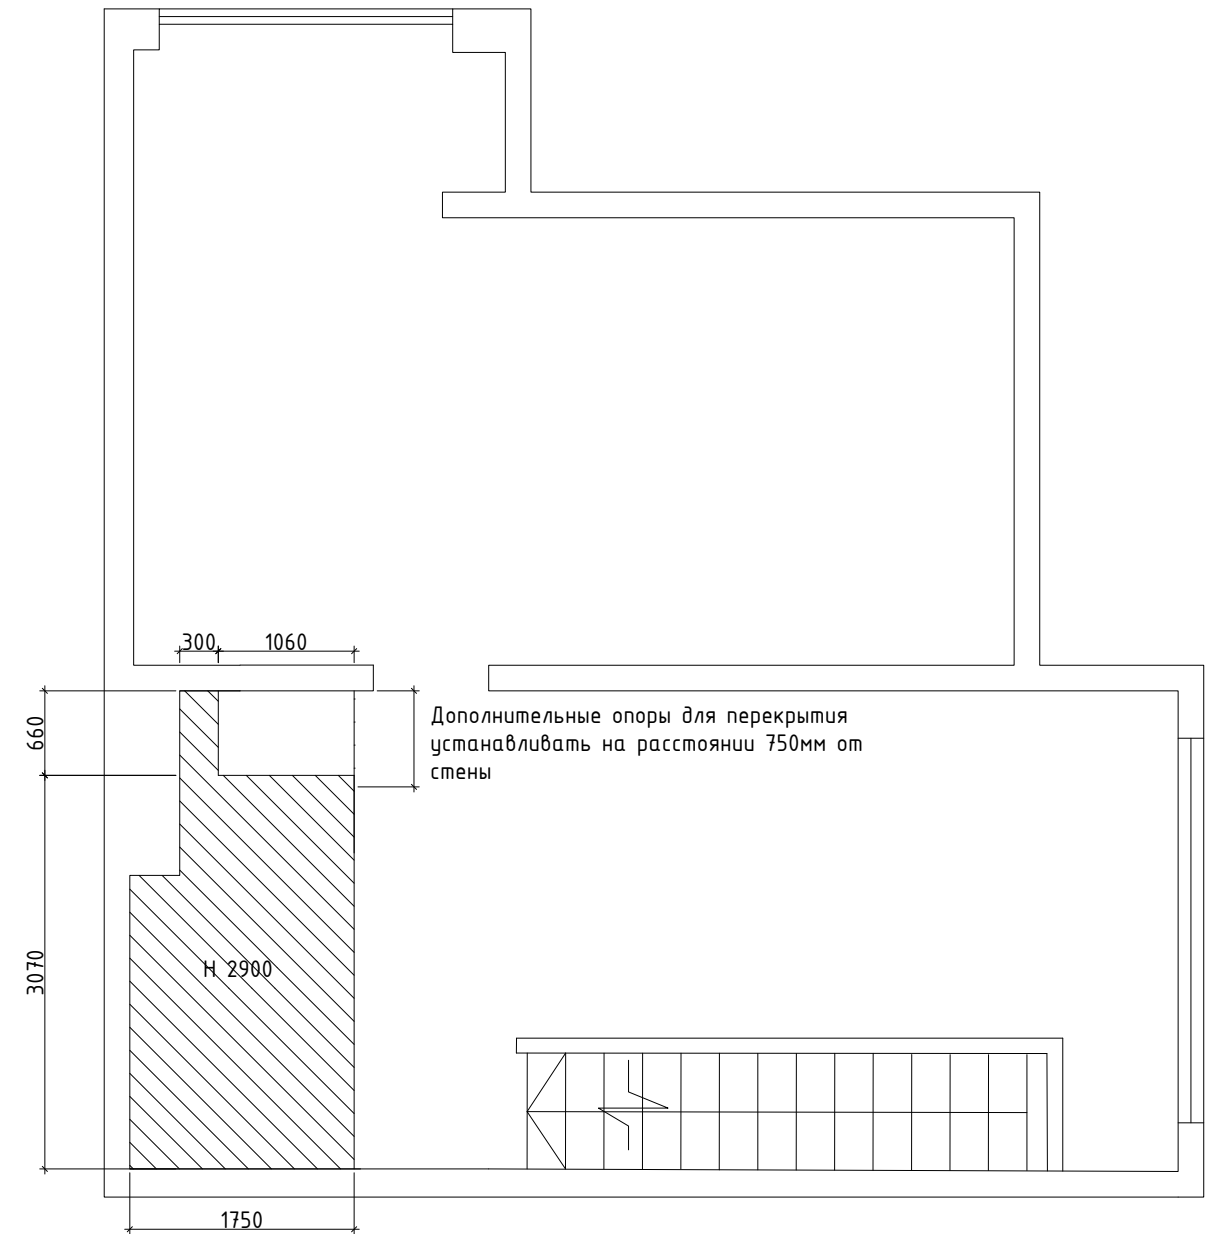 300
1060
660
Дополнительные опоры для перекрытия
устанавливать на расстоянии 750мм от
стены
3070
Н 2900
1750